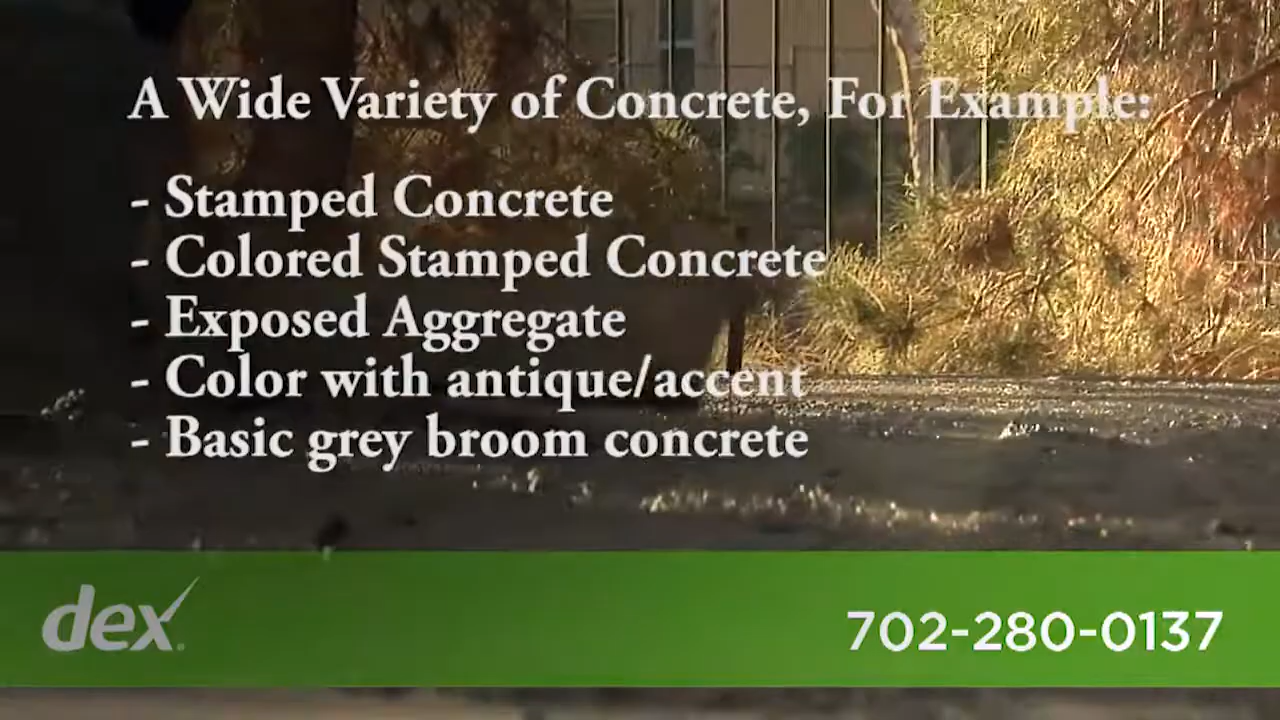 A Wide Variety of Concrete, For Example:
- Stamped Concrete
- Colored Stamped Concrete
- Exposed Aggregate
- Color with antique/accent
- Basic grey broom concrete
dex
702-280-0137